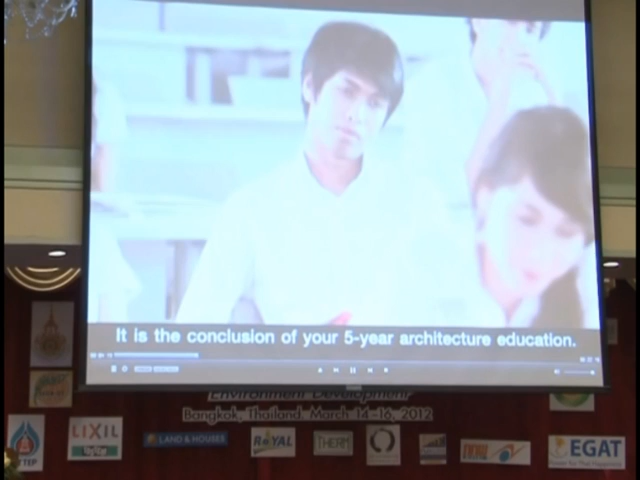 It is the conclusion of your 5-year architecture education.
Environment Development
Bangkok, Thailand. March 14-16, 2012
LIXIL
LAND & HOUSES
ROYAL
THERM
EGAT